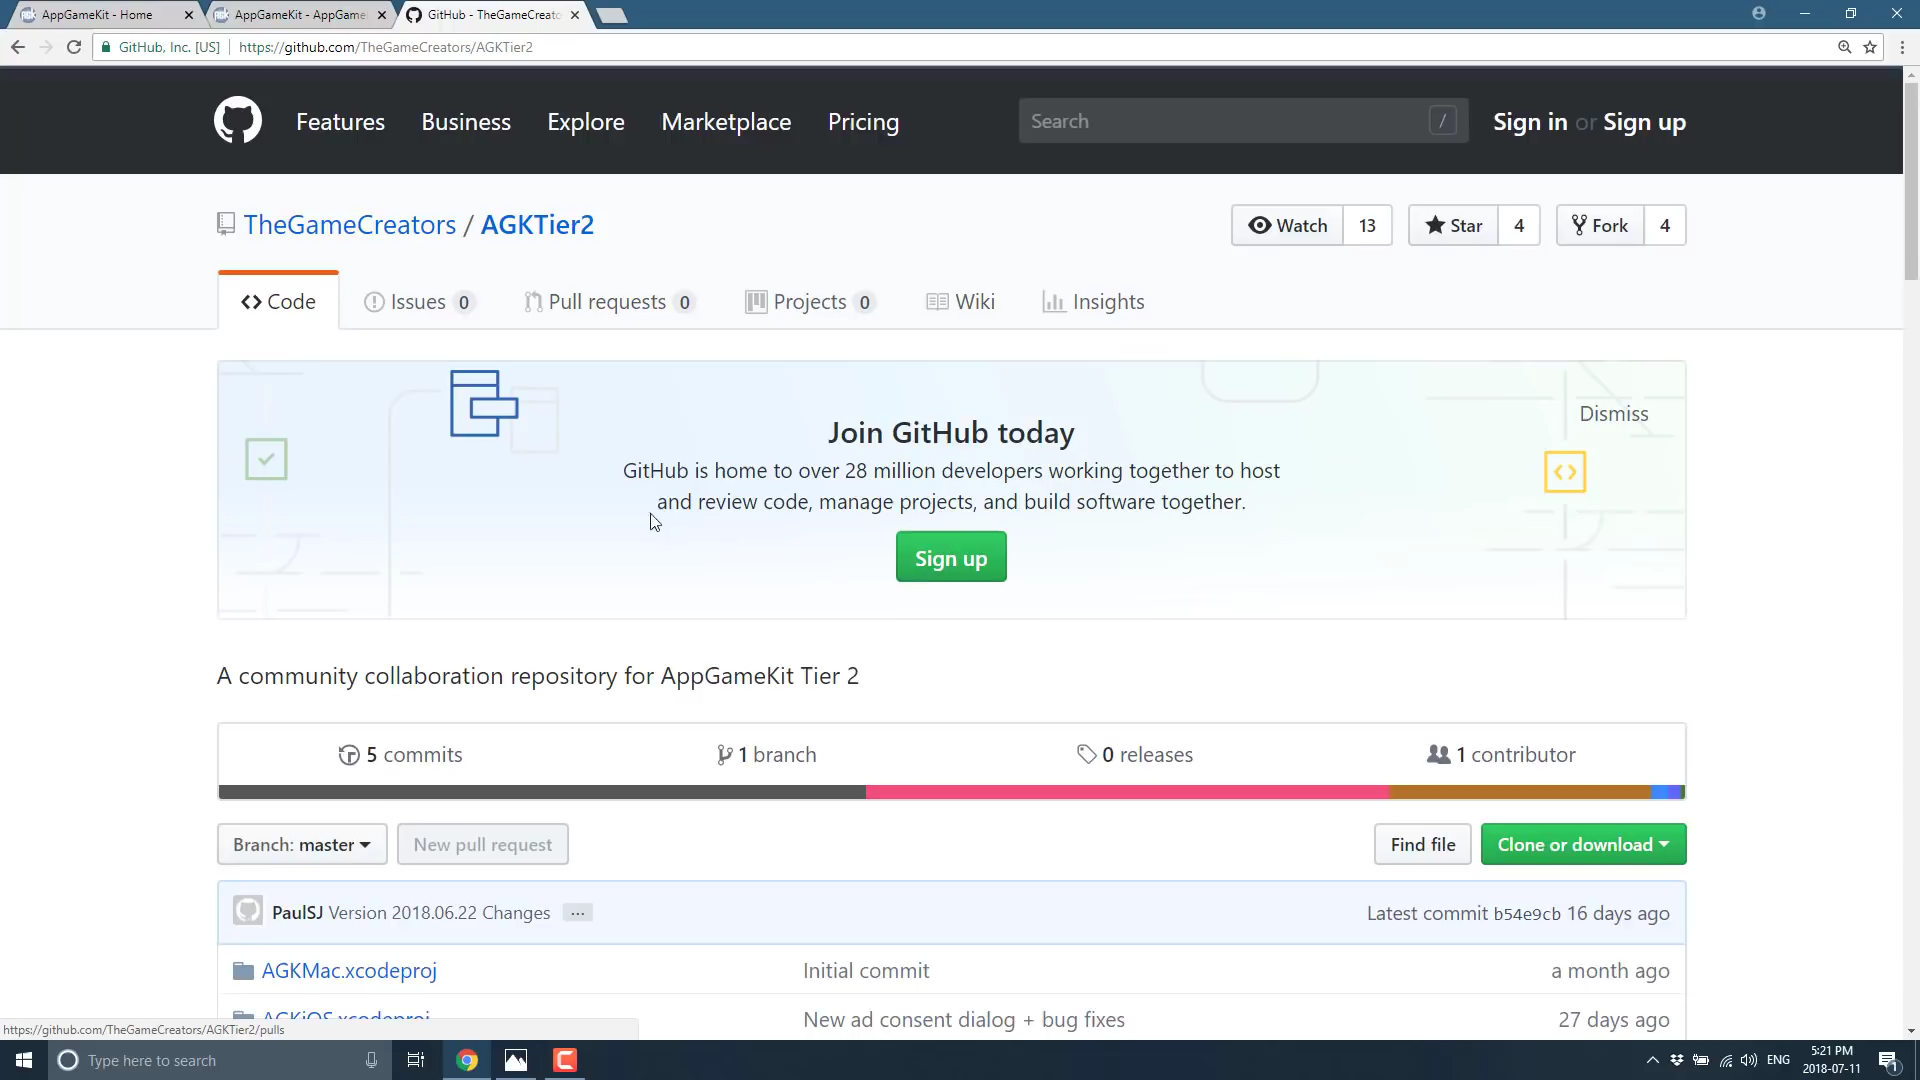 AppGameKit - Home
AppGameKit - AppGame
GitHub - TheGameCreato
GitHub, Inc. [US]
https://github.com/TheGameCreators/AGKTier2
Features
Business
Explore
Marketplace
Pricing
Search
/
Sign in or Sign up
TheGameCreators / AGKTier2
Watch 13
Star 4
Fork 4
Code
Issues 0
Pull requests 0
Projects 0
Wiki
Insights
Dismiss
Join GitHub today
GitHub is home to over 28 million developers working together to host
and review code, manage projects, and build software together.
Sign up
A community collaboration repository for AppGameKit Tier 2
5 commits
1 branch
0 releases
1 contributor
Branch: master
New pull request
Find file
Clone or download
PaulSJ Version 2018.06.22 Changes ...
Latest commit b54e9cb 16 days ago
AGKMac.xcodeproj
Initial commit
a month ago
AGKiOS.xcodeproj
New ad consent dialog + bug fixes
27 days ago
https://github.com/TheGameCreators/AGKTier2/pulls
Type here to search
ENG
5:21 PM
2018-07-11
1